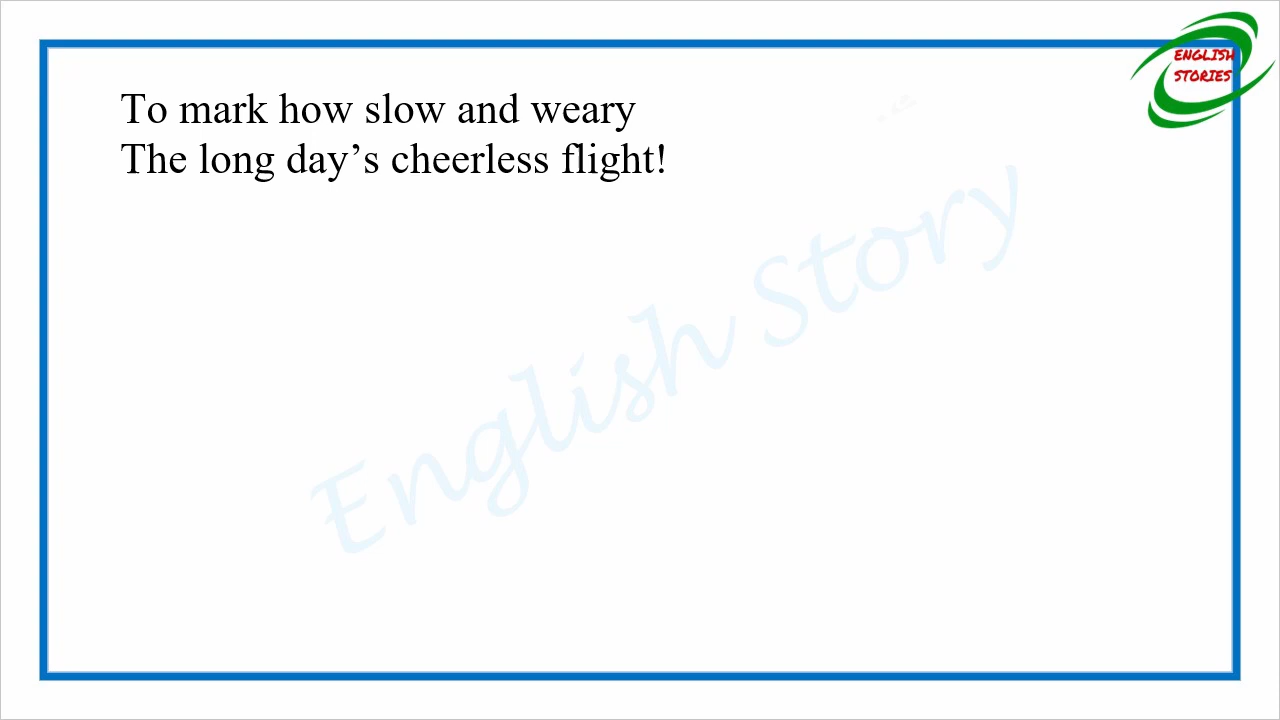 ENGLISH
STORIES
To mark how slow and weary
The long day’s cheerless flight!
English Story